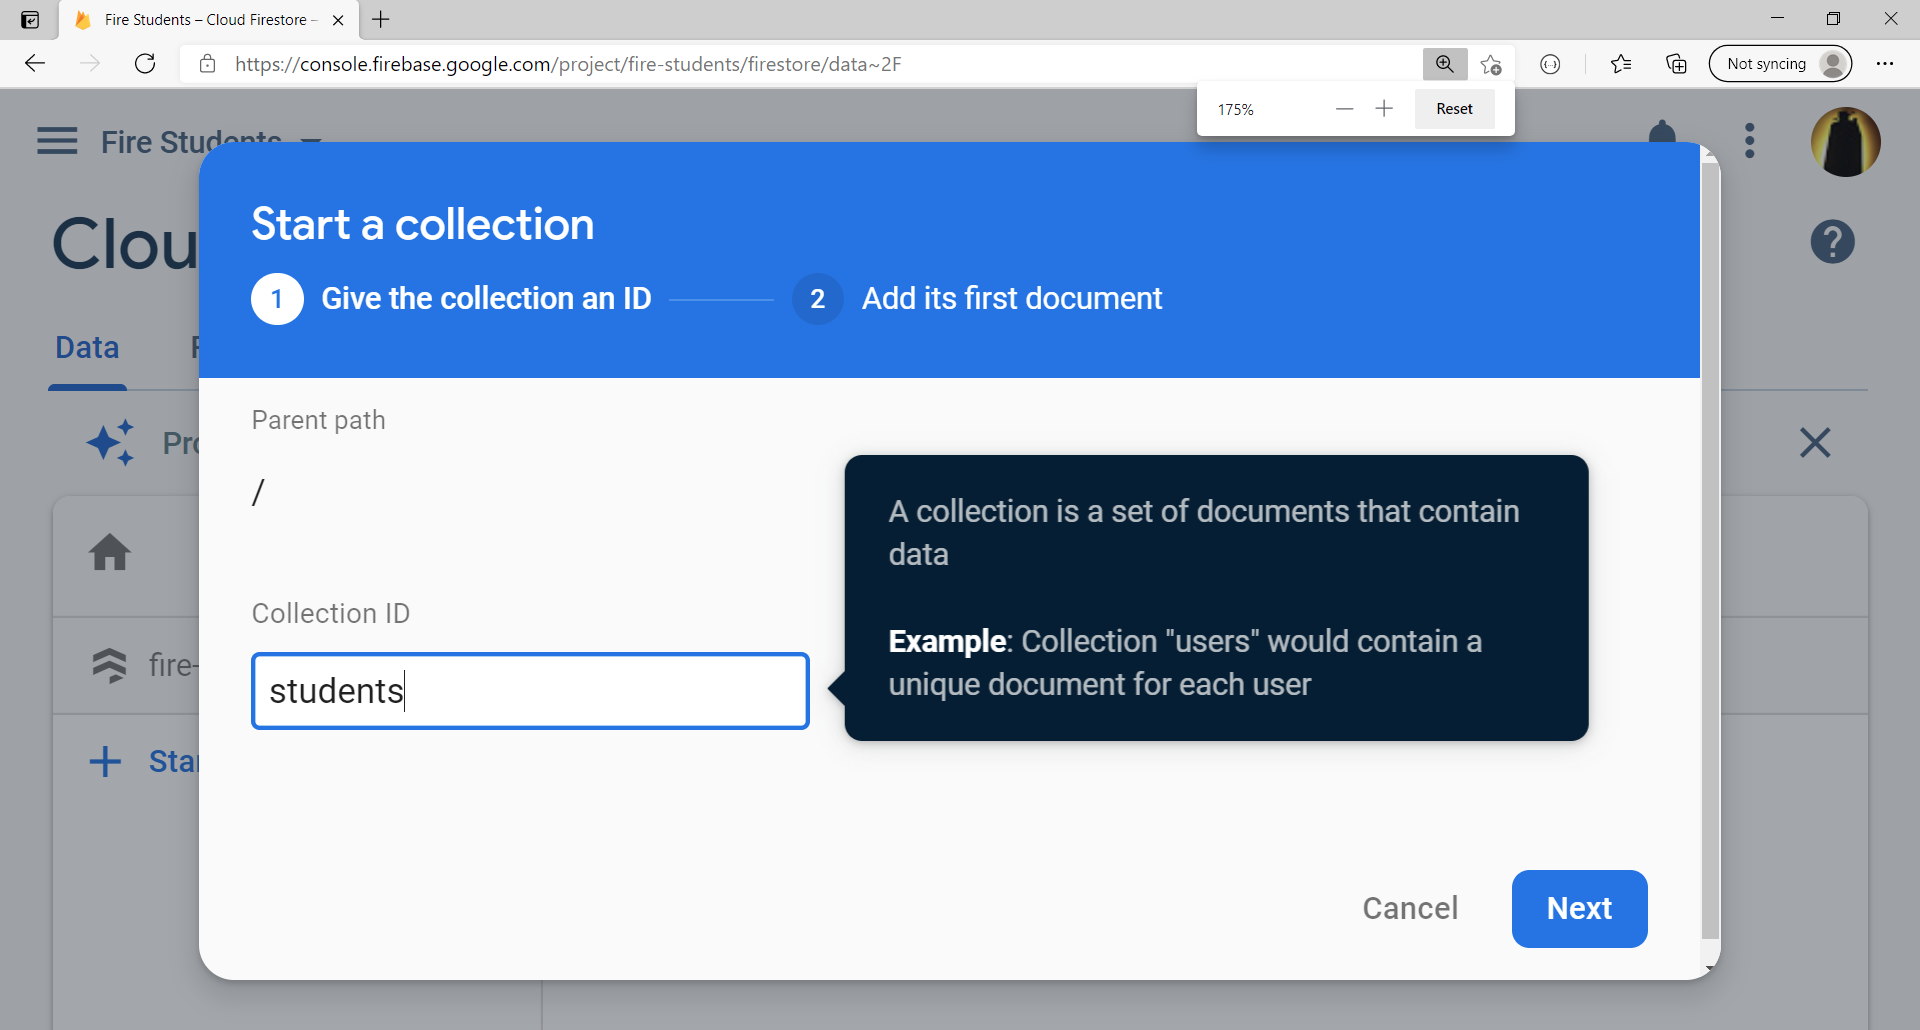 Fire Students – Cloud Firestore –
https://console.firebase.google.com/project/fire-students/firestore/data~2F
Not syncing
175%
Reset
Fire Students
Clou
Start a collection
1 Give the collection an ID
2 Add its first document
Data
Parent path
Pro
/
A collection is a set of documents that contain
data
Collection ID
Example: Collection "users" would contain a
unique document for each user
fire-
students
Star
Cancel
Next